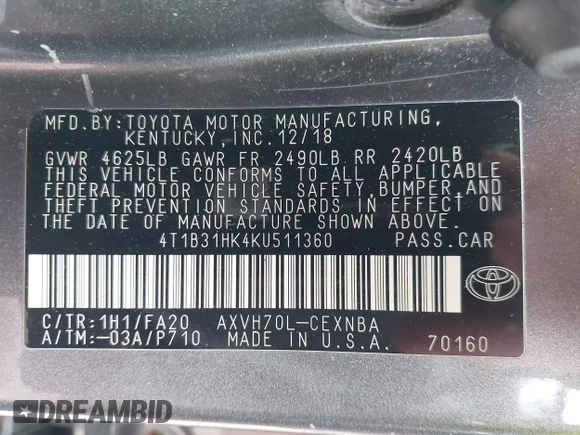 MFD.BY:TOYOTA MOTOR MANUFACTURING,
KENTUCKY,INC.12/18
GVWR 4625LB GAWR FR 2490LB RR 2420LB
THIS VEHICLE CONFORMS TO ALL APPLICABLE
FEDERAL MOTOR VEHICLE SAFETY,BUMPER,AND
THEFT PREVENTION STANDARDS IN EFFECT ON
THE DATE OF MANUFACTURE SHOWN ABOVE.
4T1B31HK4KU511360 PASS.CAR
C/TR:1H1/FA20 AXVH70L-CEXNBA
A/TM:-03A/P710 MADE IN U.S.A. 70160
DREAMBID